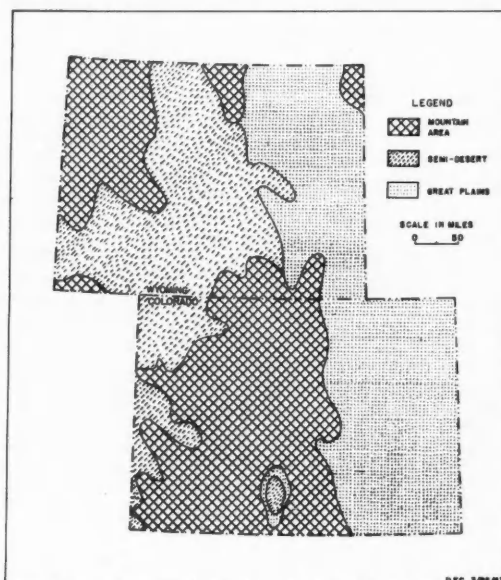 LEGEND
MOUNTAIN
AREA
SEMI-DESERT
GREAT PLAINS
SCALE IN MILES
0 50
WYOMING
COLORADO